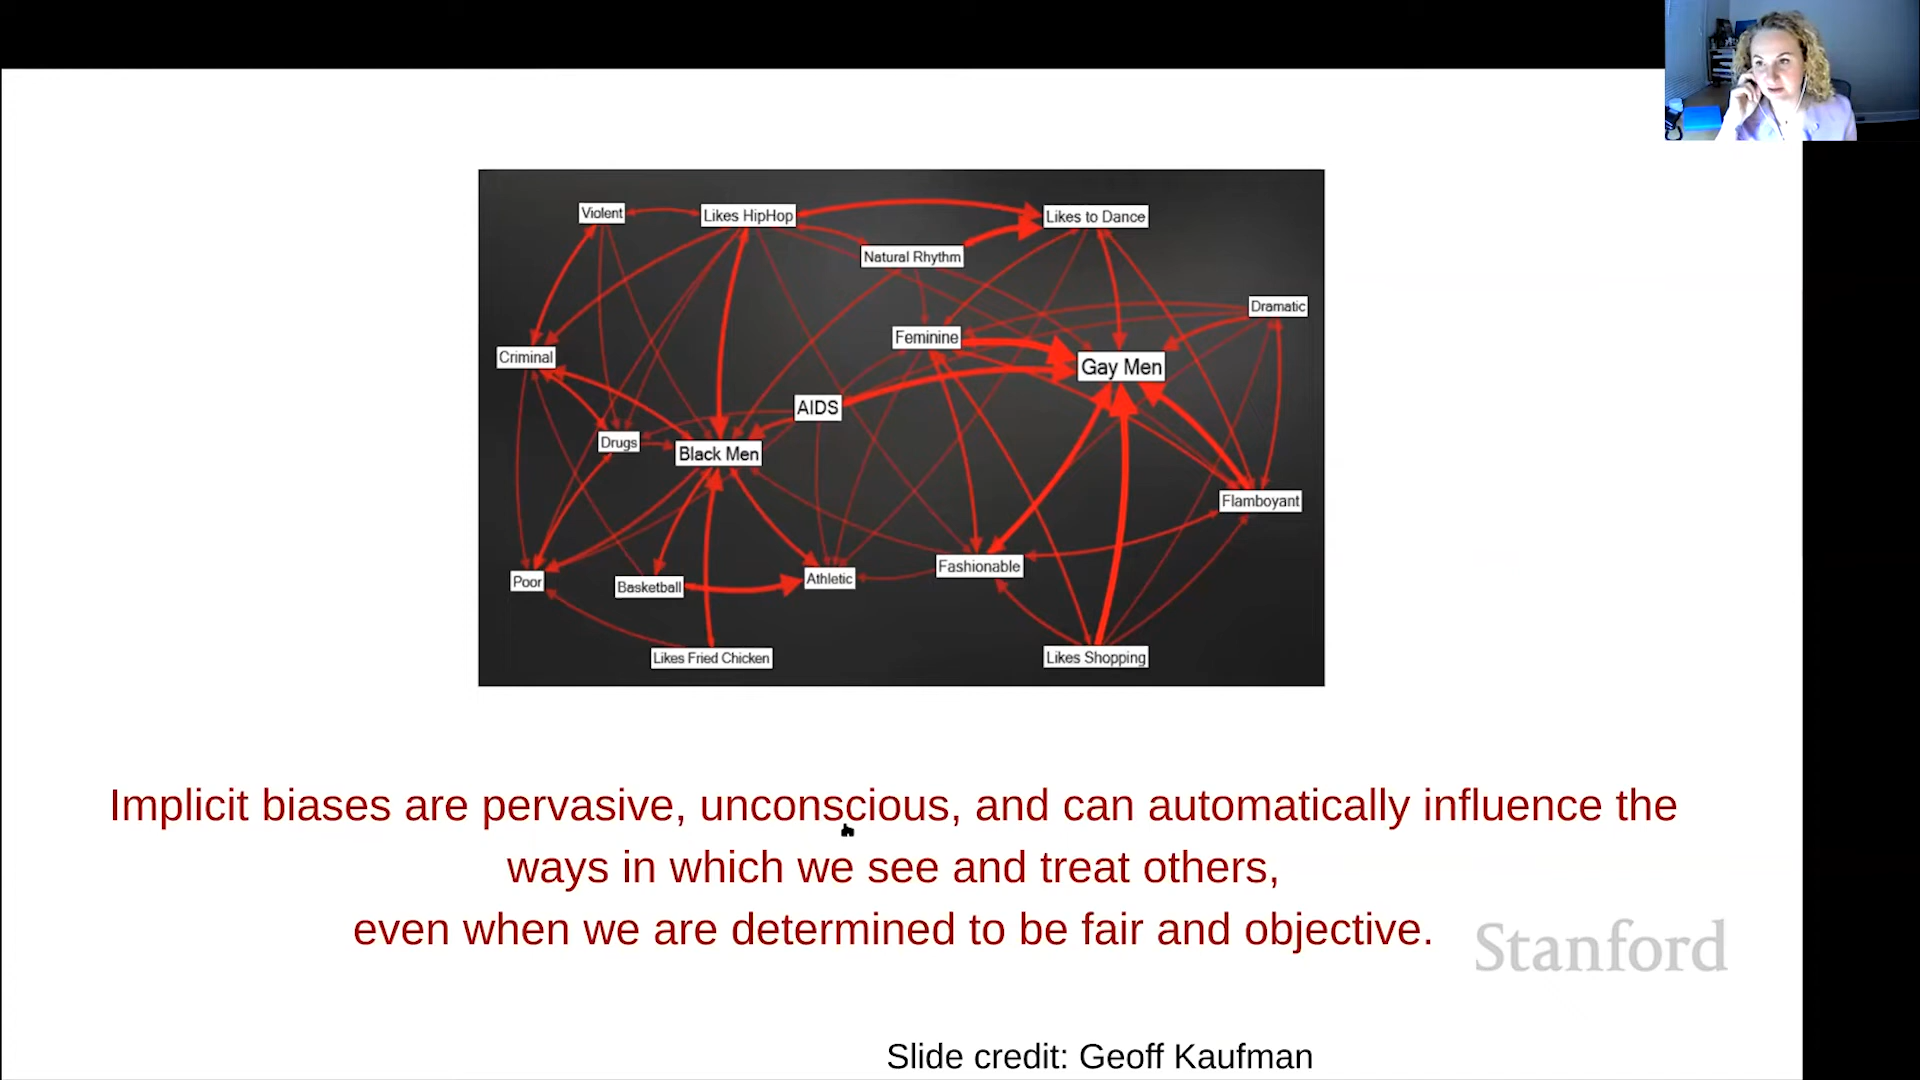 Violent
Likes HipHop
Likes to Dance
Natural Rhythm
Dramatic
Feminine
Criminal
Gay Men
AIDS
Drugs
Black Men
Flamboyant
Fashionable
Poor
Basketball
Athletic
Likes Fried Chicken
Likes Shopping
Implicit biases are pervasive, unconscious, and can automatically influence the
ways in which we see and treat others,
even when we are determined to be fair and objective.
Stanford
Slide credit: Geoff Kaufman